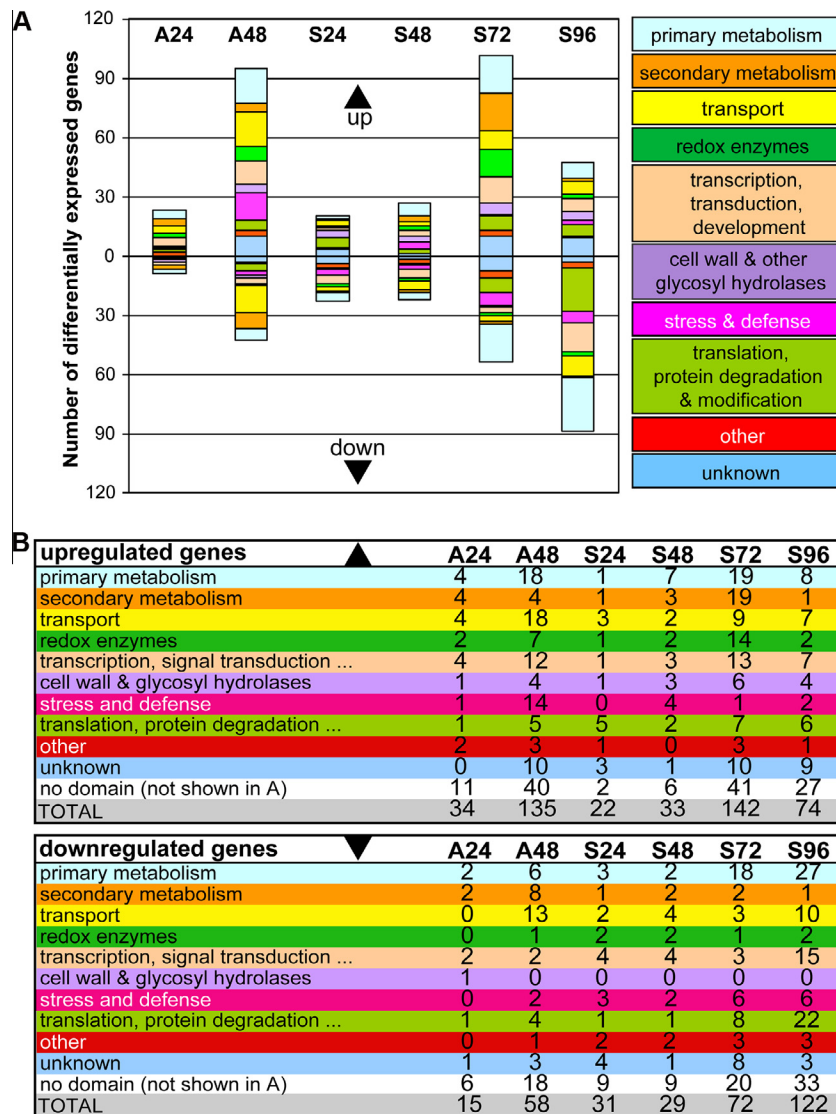 A
120
90
60
30
0
30
60
90
120
Number of differentially expressed genes
A24 A48 S24 S48 S72 S96
up
down
primary metabolism
secondary metabolism
transport
redox enzymes
transcription,
transduction,
development
cell wall & other
glycosyl hydrolases
stress & defense
translation,
protein degradation
& modification
other
unknown
B
upregulated genes A24 A48 S24 S48 S72 S96
primary metabolism 4 18 1 7 19 8
secondary metabolism 4 4 1 3 19 1
transport 4 18 3 2 9 7
redox enzymes 2 7 1 2 14 2
transcription, signal transduction ... 4 12 1 3 13 7
cell wall & glycosyl hydrolases 1 4 1 3 6 4
stress and defense 1 14 0 4 1 2
translation, protein degradation ... 1 5 5 2 7 6
other 2 3 1 0 3 1
unknown 0 10 3 1 10 9
no domain (not shown in A) 11 40 2 6 41 27
TOTAL 34 135 22 33 142 74
downregulated genes A24 A48 S24 S48 S72 S96
primary metabolism 2 6 3 2 18 27
secondary metabolism 2 8 1 2 2 1
transport 0 13 2 4 3 10
redox enzymes 0 1 2 2 1 2
transcription, signal transduction ... 2 2 4 4 3 15
cell wall & glycosyl hydrolases 1 0 0 0 0 0
stress and defense 0 2 3 2 6 6
translation, protein degradation ... 1 4 1 1 8 22
other 0 1 2 2 3 3
unknown 1 3 4 1 8 3
no domain (not shown in A) 6 18 9 9 20 33
TOTAL 15 58 31 29 72 122